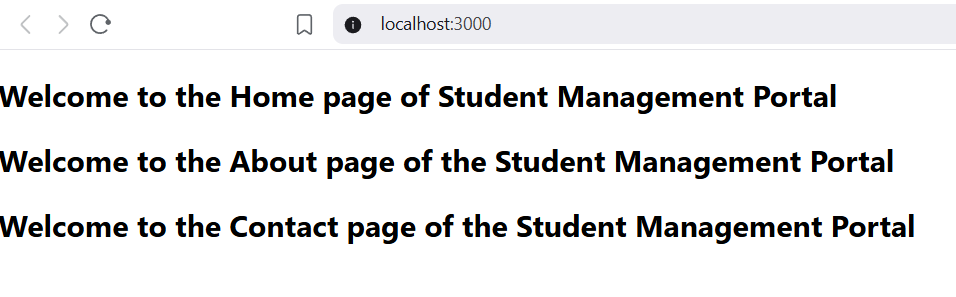 localhost:3000
Welcome to the Home page of Student Management Portal
Welcome to the About page of the Student Management Portal
Welcome to the Contact page of the Student Management Portal